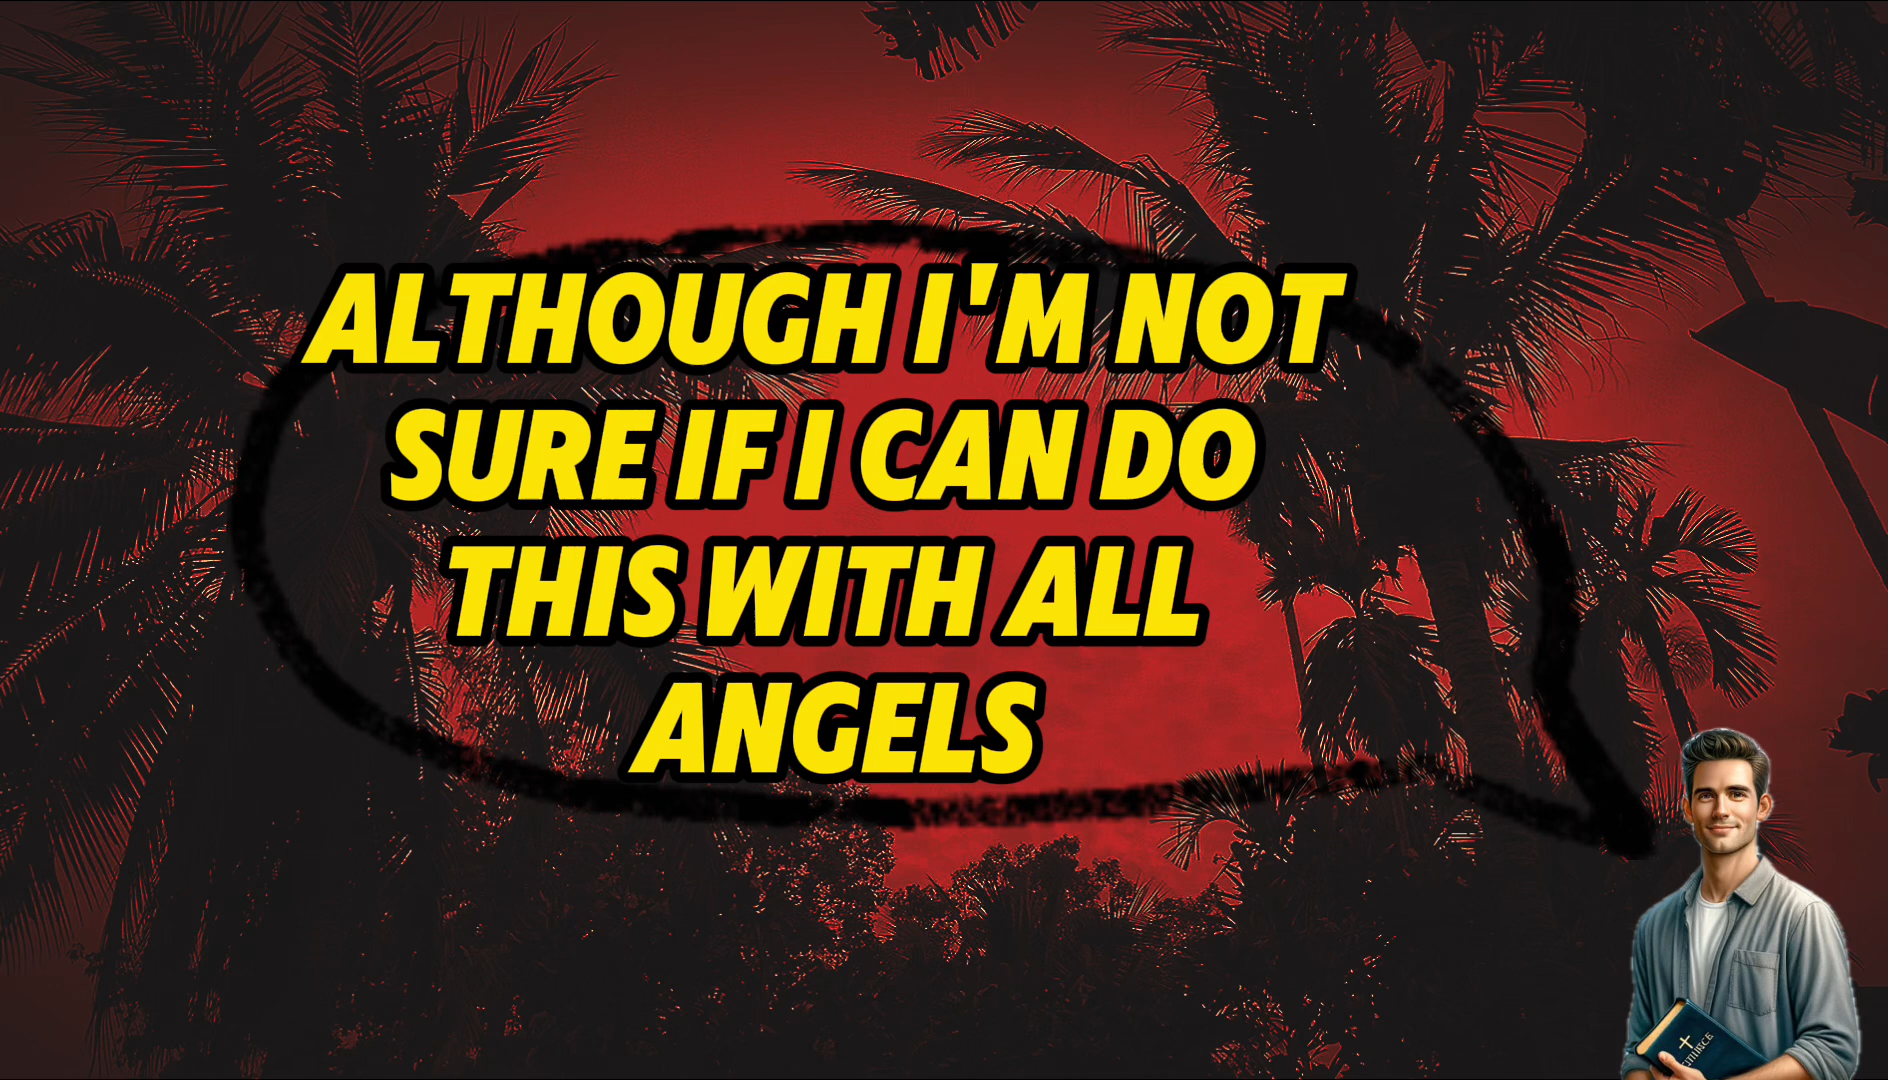 ALTHOUGH I'M NOT
SURE IF I CAN DO
THIS WITH ALL
ANGELS